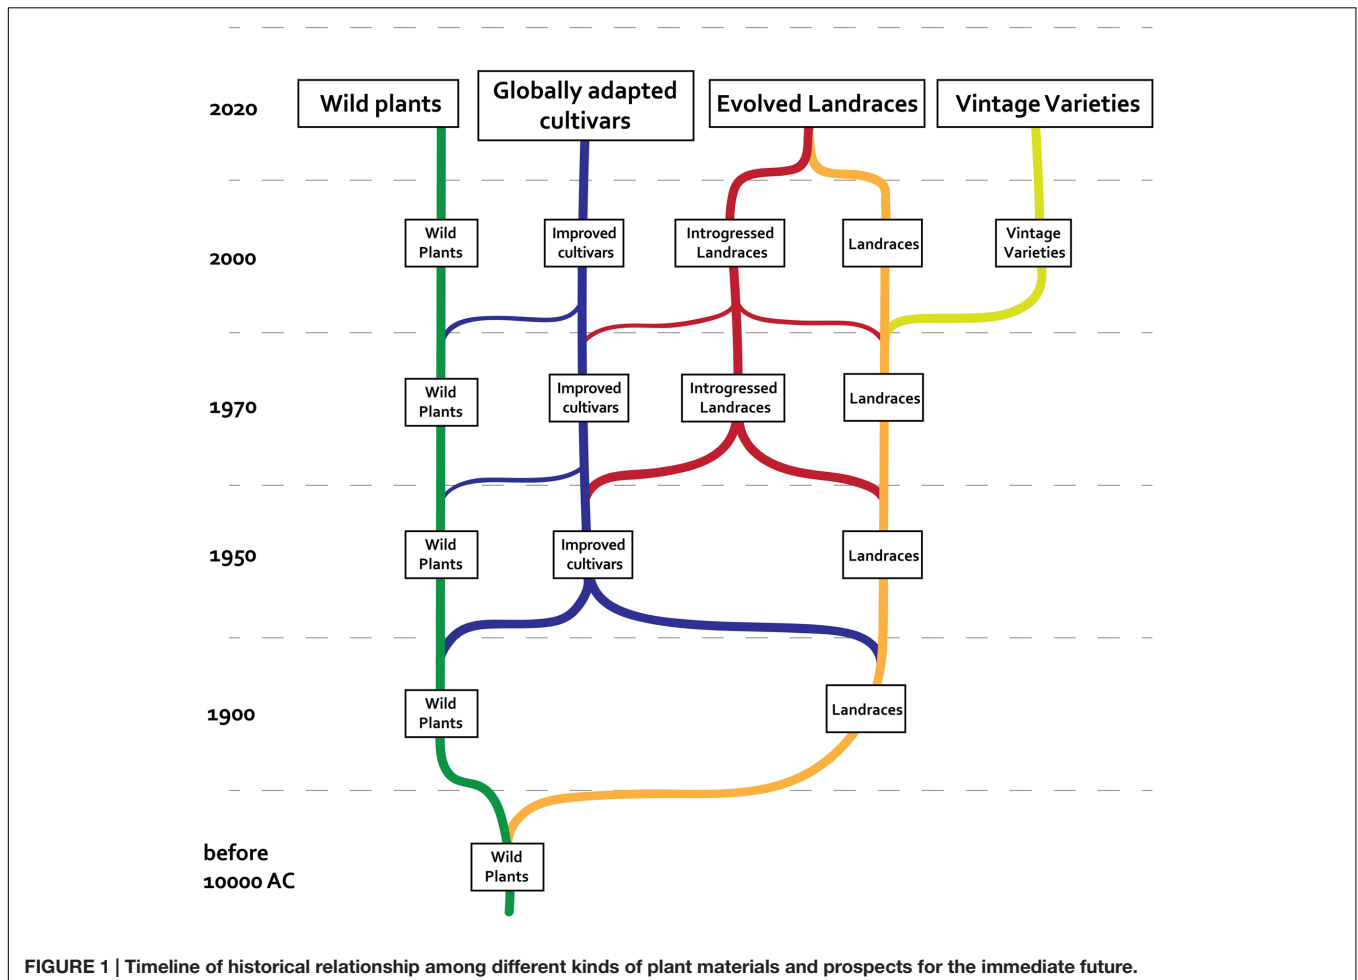 2020
Wild plants
Globally adapted
cultivars
Evolved Landraces
Vintage Varieties
2000
Wild
Plants
Improved
cultivars
Introgressed
Landraces
Landraces
Vintage
Varieties
1970
Wild
Plants
Improved
cultivars
Introgressed
Landraces
Landraces
1950
Wild
Plants
Improved
cultivars
Landraces
1900
Wild
Plants
Landraces
before
10000 AC
Wild
Plants
FIGURE 1 | Timeline of historical relationship among different kinds of plant materials and prospects for the immediate future.